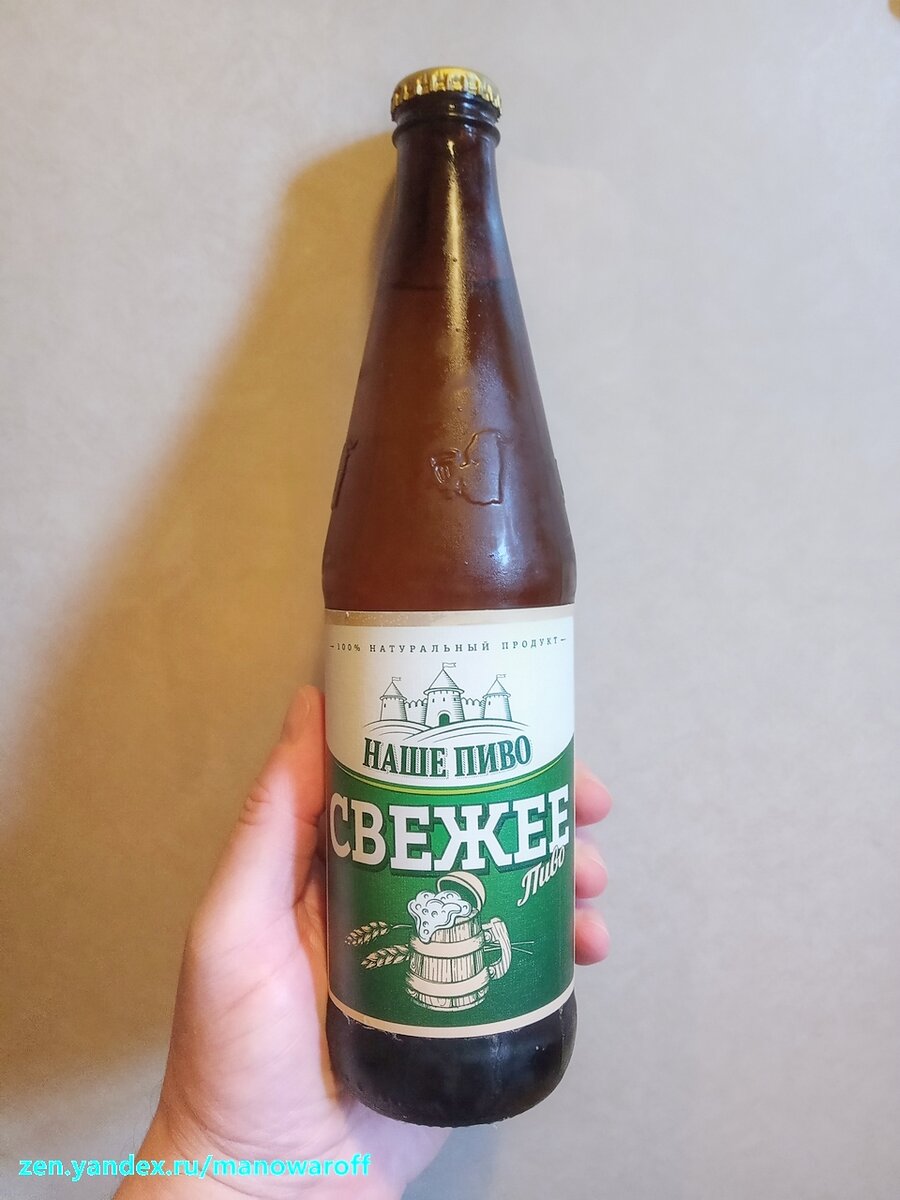 100% НАТУРАЛЬНЫЙ ПРОДУКТ
НАШЕ ПИВО
СВЕЖЕЕ
Пиво
zen.yandex.ru/manowaroff